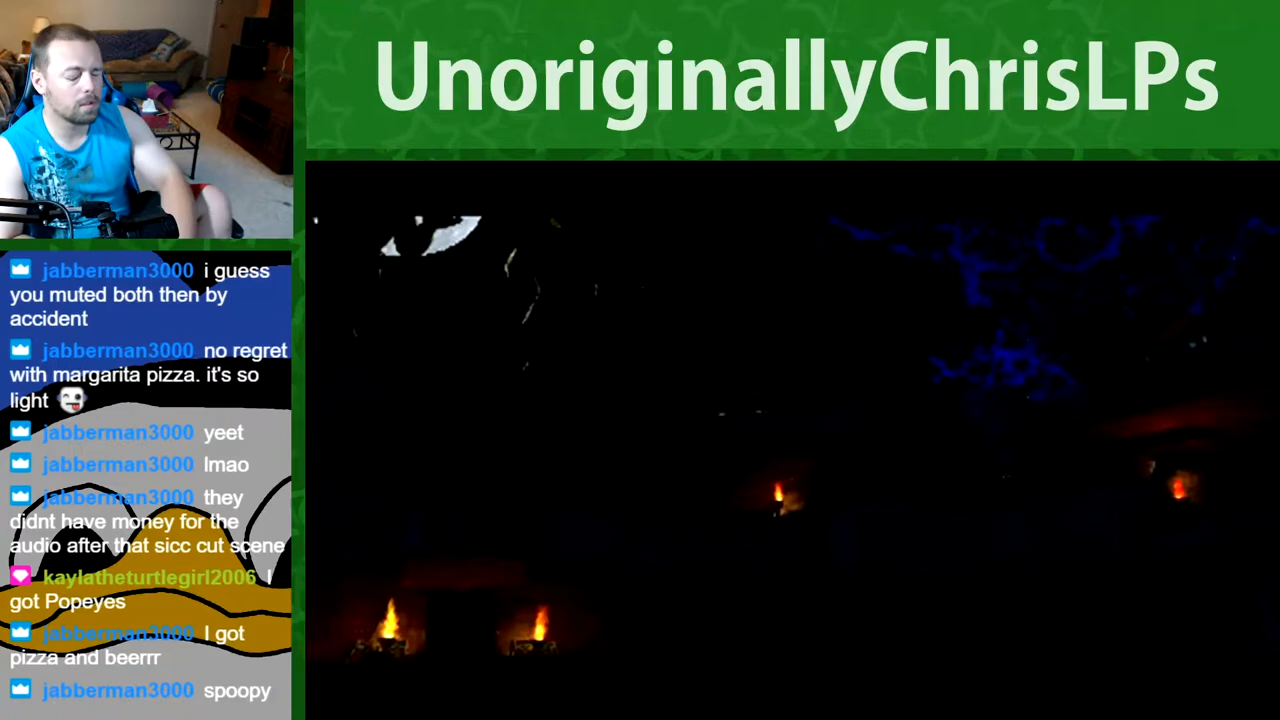 UnoriginallyChrisLPs
jabberman3000 i guess
you muted both then by
accident
jabberman3000 no regret
with margarita pizza. it's so
light
jabberman3000 yeet
jabberman3000 lmao
jabberman3000 they
didnt have money for the
audio after that sicc cut scene
kaylatheturtlegirl2006 I
got Popeyes
jabberman3000 I got
pizza and beerrr
jabberman3000 spoopy